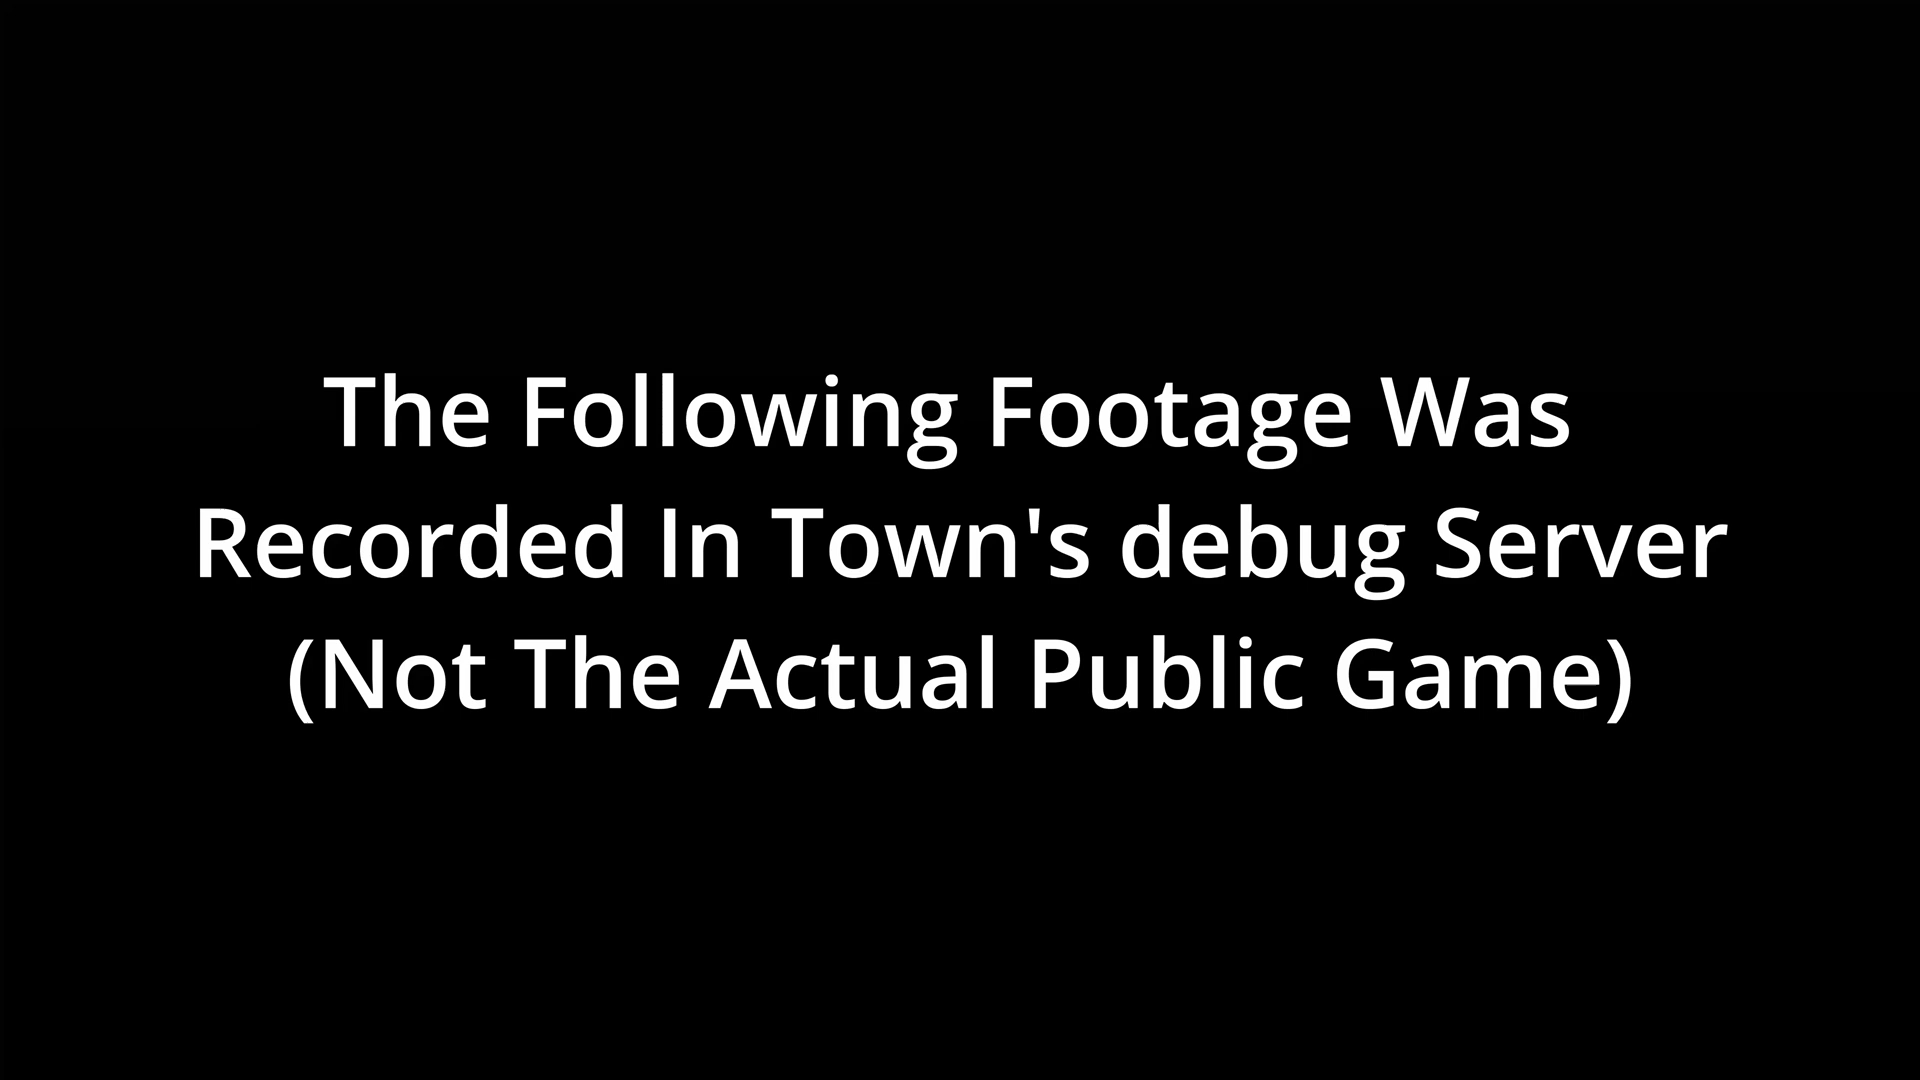 The Following Footage Was
Recorded In Town's debug Server
(Not The Actual Public Game)